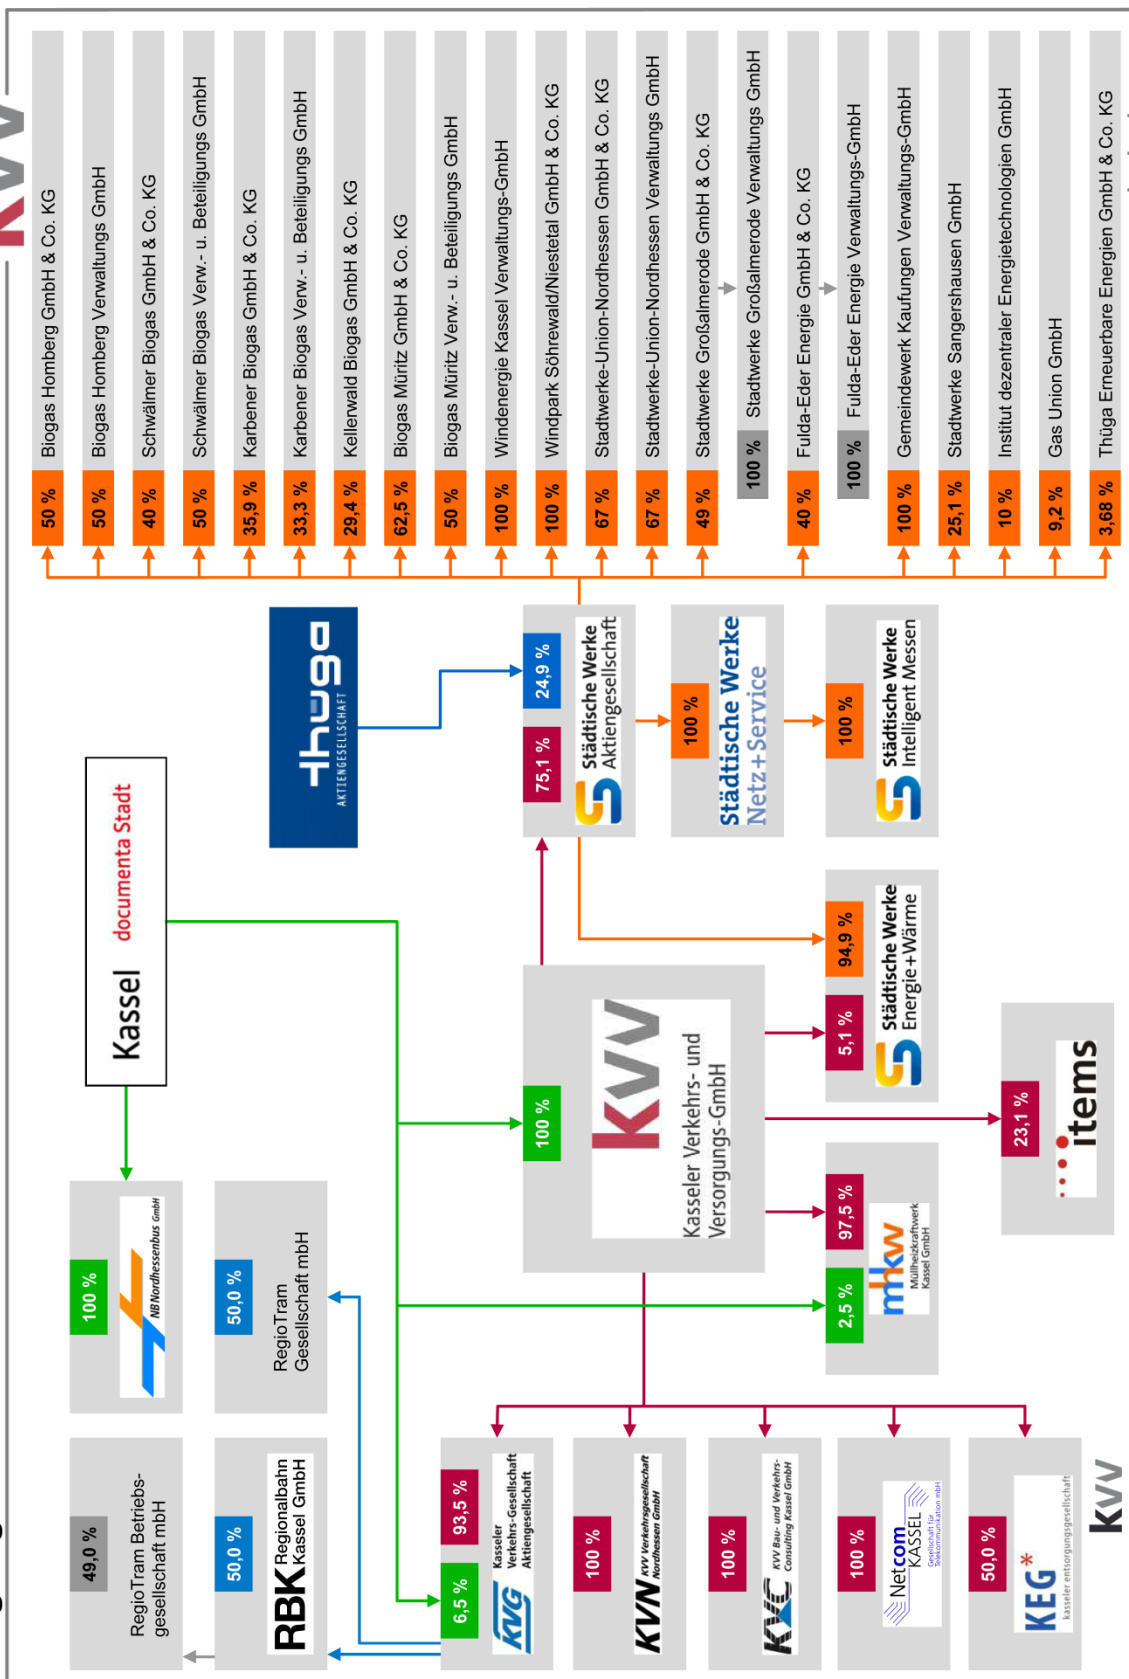 kvv
Kassel documenta Stadt
100 %
NB Nordhessenbus GmbH
49,0 %
RegioTram Betriebs-
gesellschaft mbH
50,0 %
RBK Regionalbahn
Kassel GmbH
50,0 %
RegioTram
Gesellschaft mbH
thüga
AKTIENGESELLSCHAFT
6,5 %
93,5 %
KVG
Kasseler
Verkehrs-Gesellschaft
Aktiengesellschaft
100 %
KVN KVV Verkehrsgesellschaft
Nordhessen GmbH
100 %
KVC KVV Bau- und Verkehrs-
Consulting Kassel GmbH
100 %
Netcom
KASSEL
Gesellschaft für
Telekommunikation mbH
50,0 %
KEG*
kasseler entsorgungsgesellschaft
100 %
kvv
Kasseler Verkehrs- und
Versorgungs-GmbH
75,1 %
24,9 %
Städtische Werke
Aktiengesellschaft
100 %
Städtische Werke
Netz+Service
100 %
Städtische Werke
Intelligent Messen
2,5 %
97,5 %
mhkw
Müllheizkraftwerk
Kassel GmbH
5,1 %
94,9 %
Städtische Werke
Energie+Wärme
23,1 %
items
50 % Biogas Homberg GmbH & Co. KG
50 % Biogas Homberg Verwaltungs GmbH
40 % Schwälmer Biogas GmbH & Co. KG
50 % Schwälmer Biogas Verw.- u. Beteiligungs GmbH
35,9 % Karbener Biogas GmbH & Co. KG
33,3 % Karbener Biogas Verw.- u. Beteiligungs GmbH
29,4 % Kellerwald Biogas GmbH & Co. KG
62,5 % Biogas Müritz GmbH & Co. KG
50 % Biogas Müritz Verw.- u. Beteiligungs GmbH
100 % Windenergie Kassel Verwaltungs-GmbH
100 % Windpark Söhrewald/Niestetal GmbH & Co. KG
67 % Stadtwerke-Union-Nordhessen GmbH & Co. KG
67 % Stadtwerke-Union-Nordhessen Verwaltungs GmbH
49 % Stadtwerke Großalmerode GmbH & Co. KG
100 % Stadtwerke Großalmerode Verwaltung GmbH
40 % Fulda-Eder Energie GmbH & Co. KG
100 % Fulda-Eder Energie Verwaltungs-GmbH
100 % Gemeindewerk Kaufungen Verwaltungs-GmbH
25,1 % Stadtwerke Sangershausen GmbH
10 % Institut dezentraler Energietechnologien GmbH
9,2 % Gas Union GmbH
3,68 % Thüga Erneuerbare Energien GmbH & Co. KG
kvv